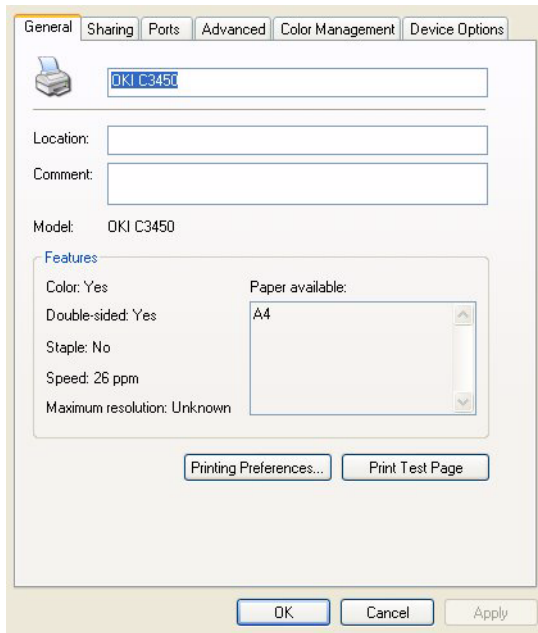 General Sharing Ports Advanced Color Management Device Options
OKI C3450
Location:
Comment:
Model: OKI C3450
Features
Color: Yes Paper available:
Double-sided: Yes A4
Staple: No
Speed: 26 ppm
Maximum resolution: Unknown
Printing Preferences... Print Test Page
OK Cancel Apply